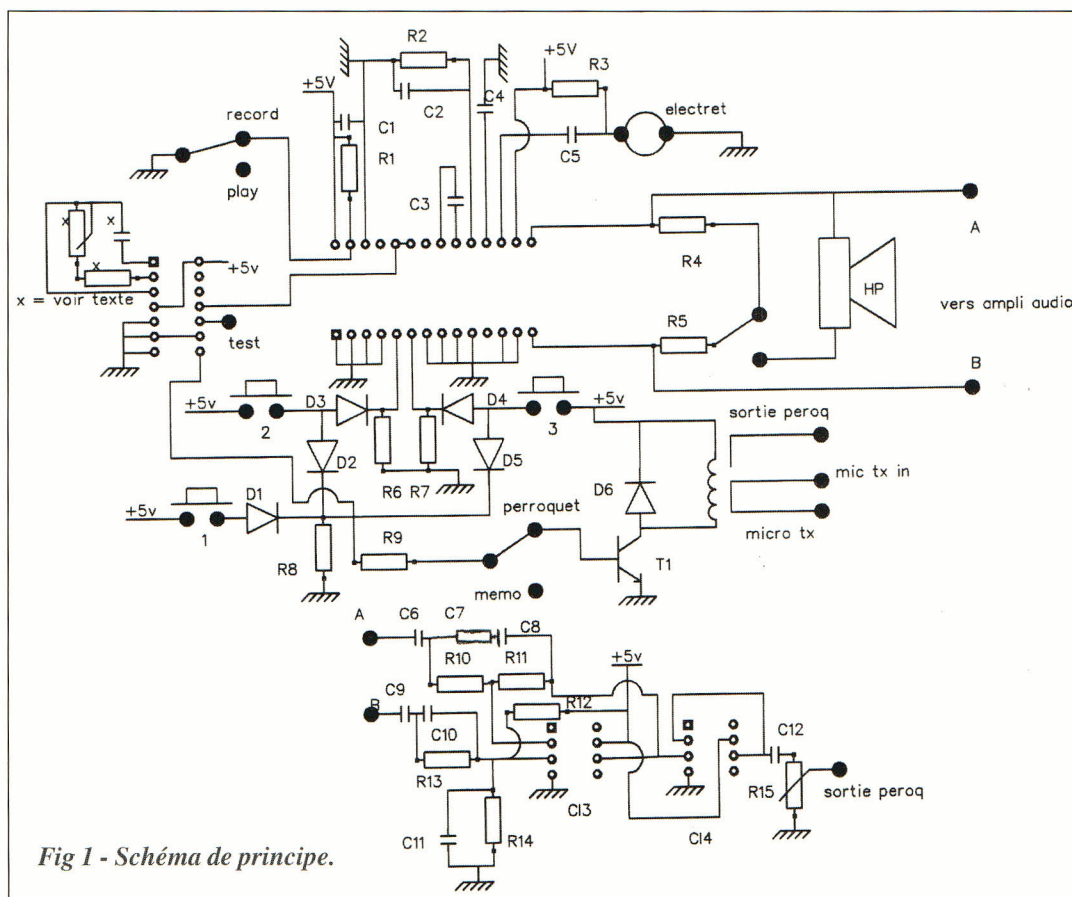 R2
+5V
R3
+5V
C4
record
C1
C2
electret
R1
C5
play
C3
A
x
x
R4
+5v
x
HP
x = voir texte
vers ampli audio
R5
test
B
D3
D4
+5v
+5v
sortie peroq
2
3
D2
D5
mic tx in
R6
R7
D6
D1
perroquet
+5v
micro tx
1
R9
R8
T1
memo
A
C6
C7
C8
R10
R11
+5v
C9
R12
B
C10
C12
R13
R15
sortie peroq
CI3
C11
R14
CI4
Fig 1 - Schéma de principe.